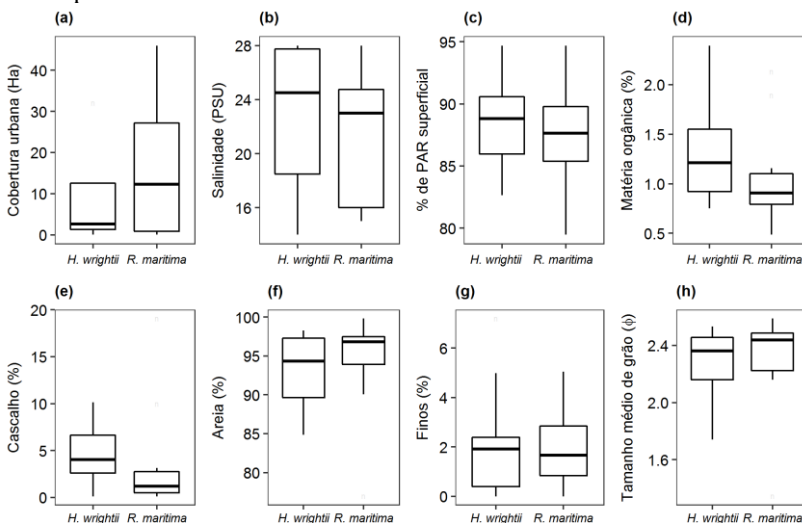 (a)
Cobertura urbana (Ha)
40
30
20
10
0
H. wrightii R. maritima
(b)
Salinidade (PSU)
28
24
20
16
H. wrightii R. maritima
(c)
% de PAR superficial
95
90
85
80
H. wrightii R. maritima
(d)
Matéria orgânica (%)
2.0
1.5
1.0
0.5
H. wrightii R. maritima
(e)
Cascalho (%)
20
15
10
5
0
H. wrightii R. maritima
(f)
Areia (%)
100
95
90
85
80
H. wrightii R. maritima
(g)
Finos (%)
6
4
2
0
H. wrightii R. maritima
(h)
Tamanho médio de grão (ϕ)
2.4
2.0
1.6
H. wrightii R. maritima